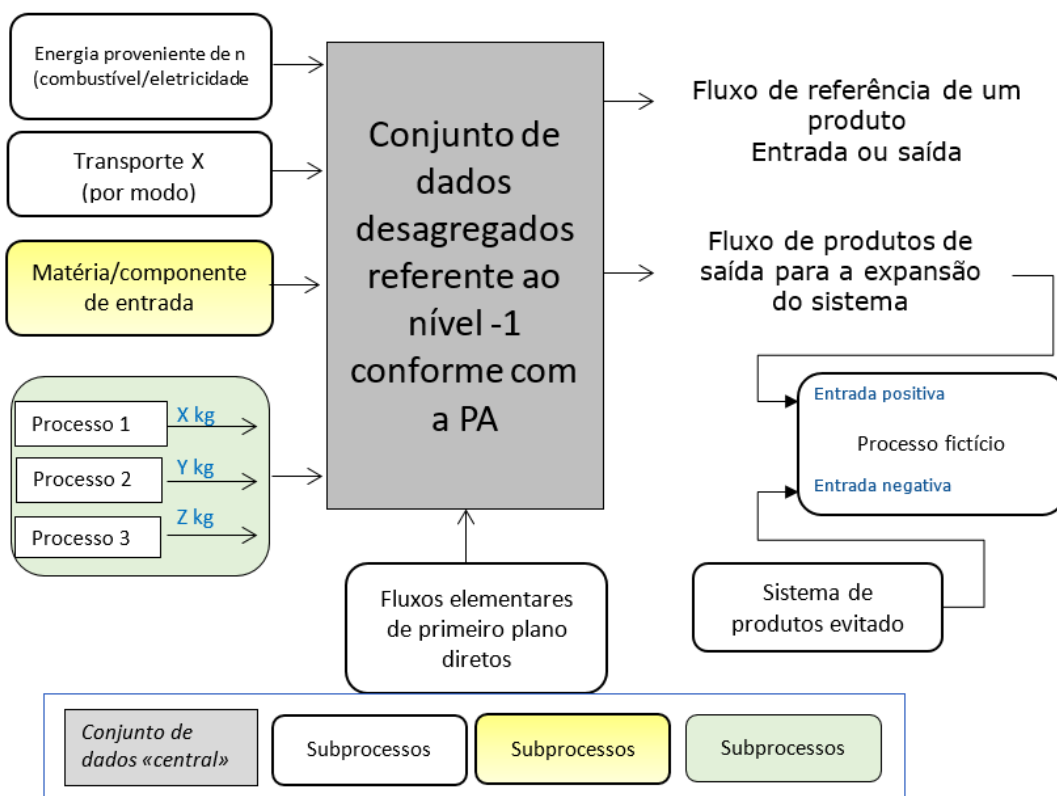 Energia proveniente de n
(combustível/eletricidade
Transporte X
(por modo)
Matéria/componente
de entrada
Processo 1
X kg
Processo 2
Y kg
Processo 3
Z kg
Conjunto de
dados
desagregados
referente ao
nível -1
conforme com
a PA
Fluxos elementares
de primeiro plano
diretos
Fluxo de referência de um
produto
Entrada ou saída
Fluxo de produtos de
saída para a expansão
do sistema
Entrada positiva
Processo fictício
Entrada negativa
Sistema de
produtos evitado
Conjunto de
dados «central»
Subprocessos
Subprocessos
Subprocessos